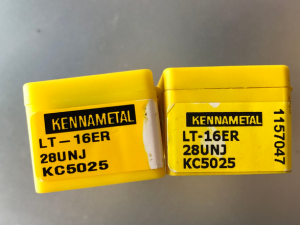 KENNAMETAL
LT-16ER
28UNJ
KC5025
KENNAMETAL
LT-16ER
28UNJ
KC5025
1157047